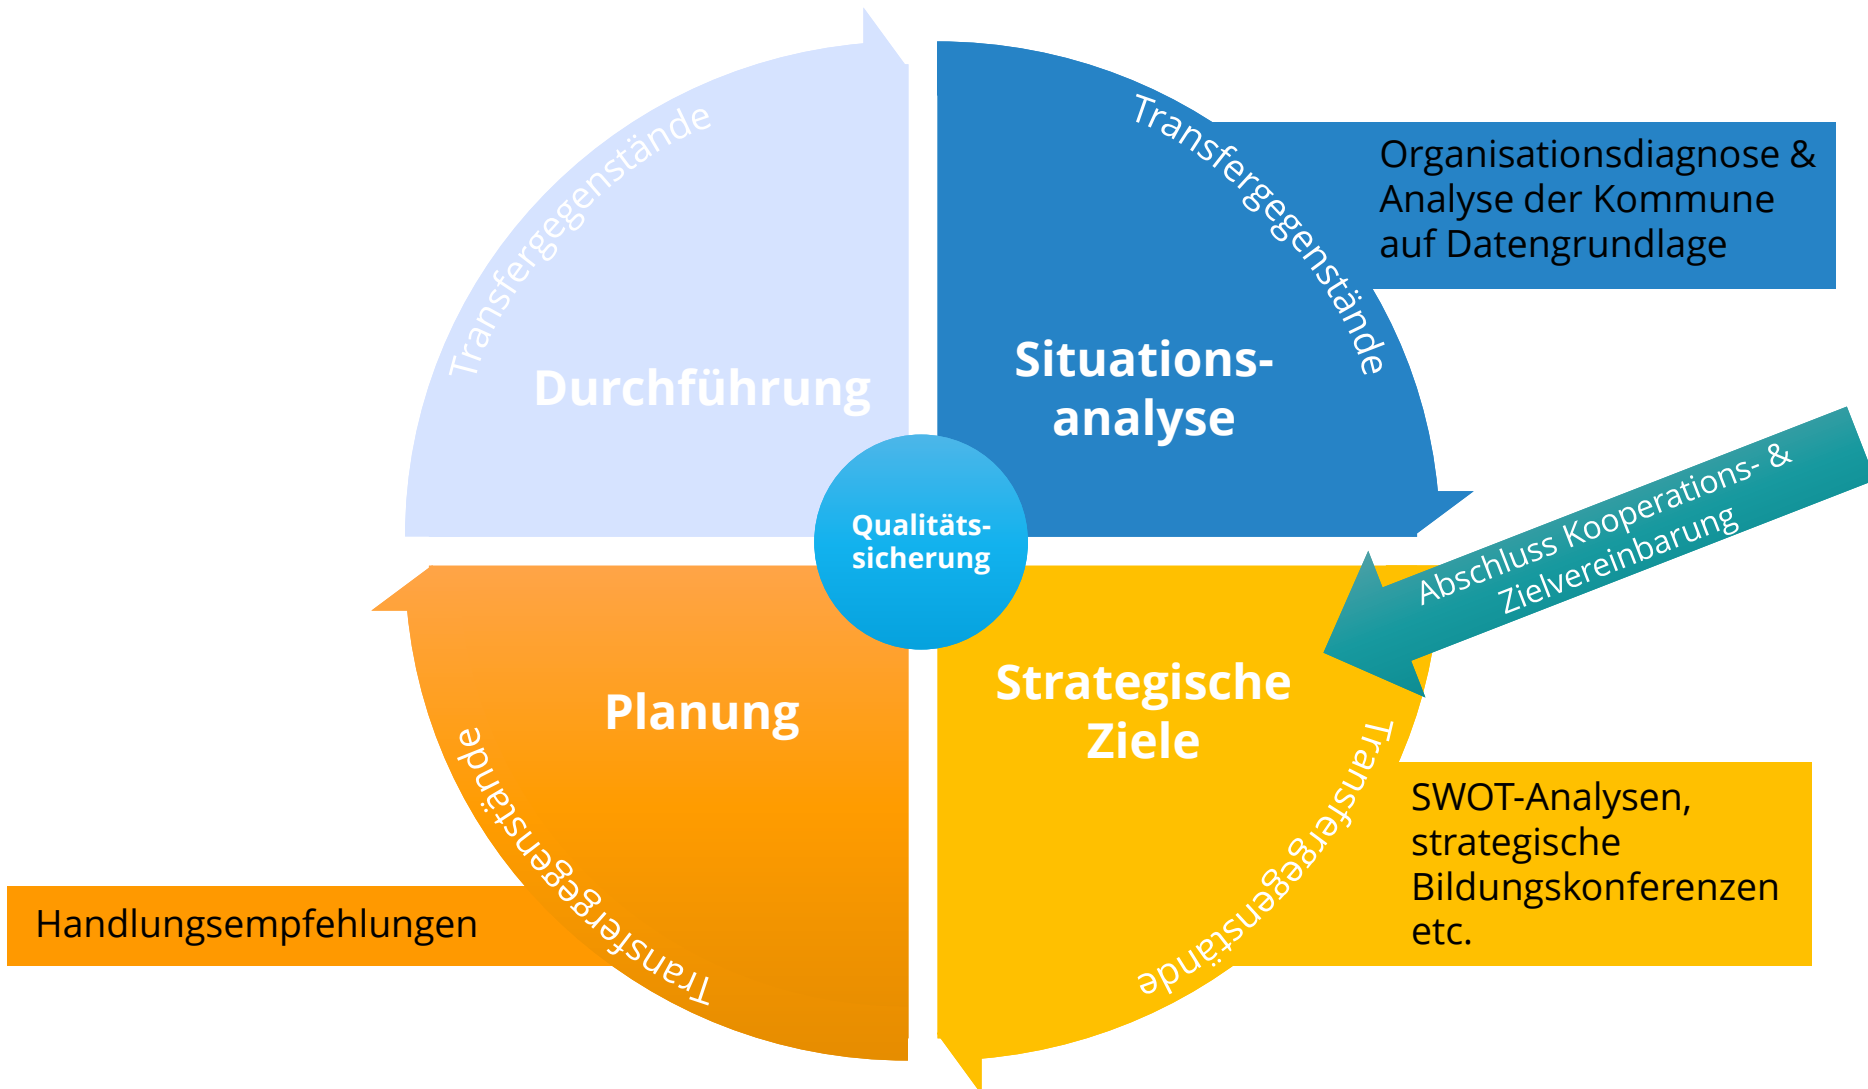 Transfergegenstände
Durchführung
Transfergegenstände
Situations-
analyse
Organisationsdiagnose &
Analyse der Kommune
auf Datengrundlage
Qualitäts-
sicherung
Abschluss Kooperations- &
Zielvereinbarung
Strategische
Ziele
Transfergegenstände
SWOT-Analysen,
strategische
Bildungskonferenzen
etc.
Planung
Transfergegenstände
Handlungsempfehlungen